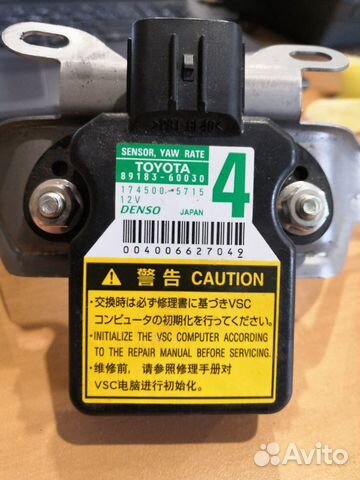 SENSOR, YAW RATE
TOYOTA
89183-60030
174500-5715
12V
DENSO JAPAN
4
004006627049
警告 CAUTION
・交換時は必ず修理書に基づきVSC
コンピュータの初期化を行ってください。
・INITIALIZE THE VSC COMPUTER ACCORDING
TO THE REPAIR MANUAL BEFORE SERVICING.
・维修前，请参照修理手册对
VSC电脑进行初始化。
Avito